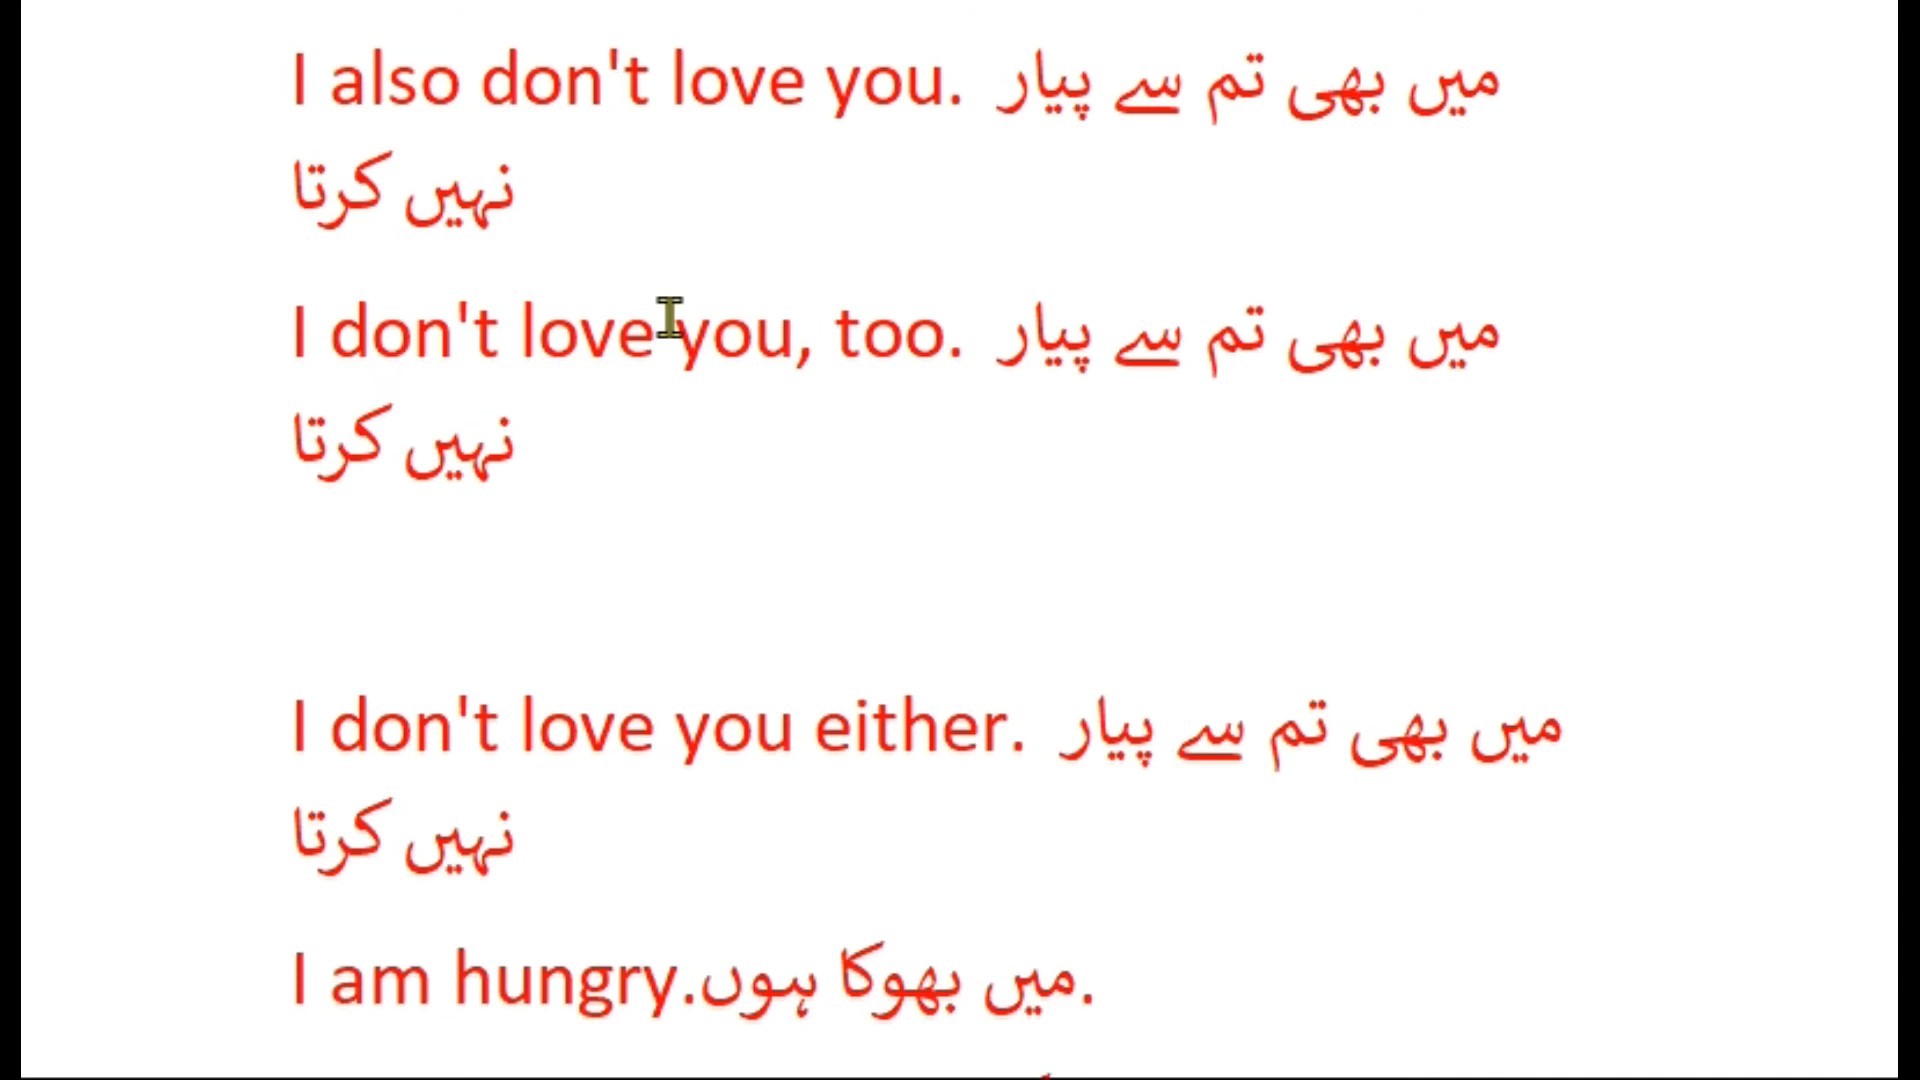 I also don't love you. میں بھی تم سے پیار
نہیں کرتا
I don't love you, too. میں بھی تم سے پیار
نہیں کرتا
I don't love you either. میں بھی تم سے پیار
نہیں کرتا
I am hungry.میں بھوکا ہوں.